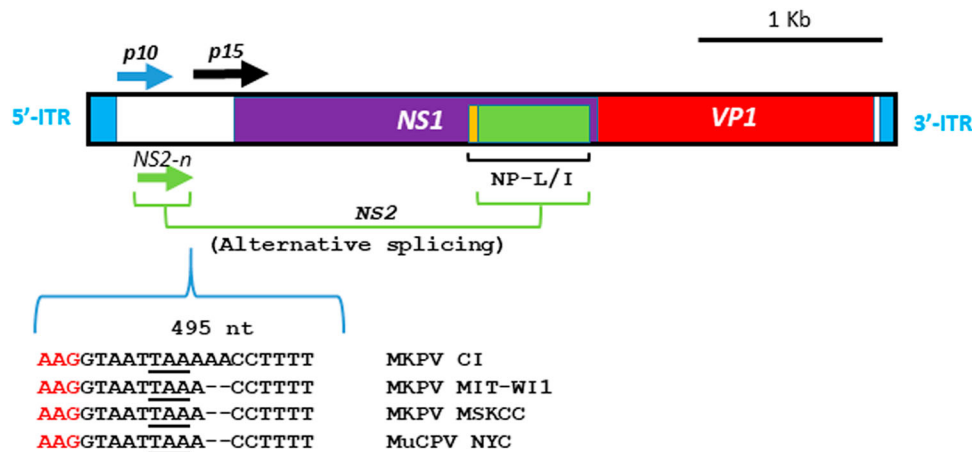 1 Kb
p10 p15
5’-ITR NS1 VP1 3’-ITR
NS2-n
NP-L/I
NS2
(Alternative splicing)
495 nt
AAGGTAATTAAAAACCTTTT MKPV CI
AAGGTAATTAAA--CCTTTT MKPV MIT-WI1
AAGGTAATTAAA--CCTTTT MKPV MSKCC
AAGGTAATTAAA--CCTTTT MuCPV NYC